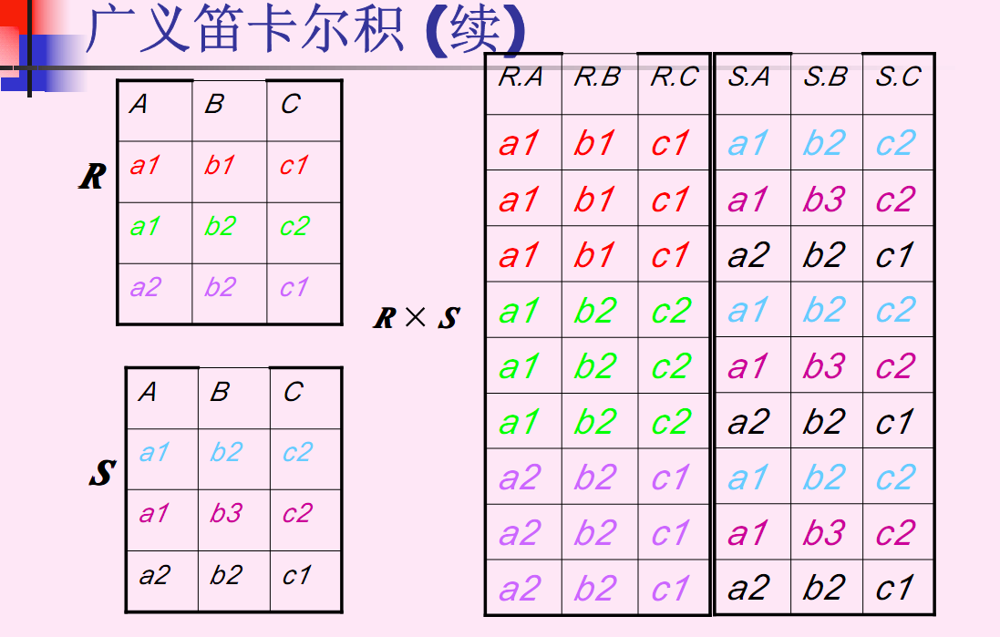 广义笛卡尔积 (续)
R
A B C
a1 b1 c1
a1 b2 c2
a2 b2 c1
S
A B C
a1 b2 c2
a1 b3 c2
a2 b2 c1
R × S
R.A R.B R.C S.A S.B S.C
a1 b1 c1 a1 b2 c2
a1 b1 c1 a1 b3 c2
a1 b1 c1 a2 b2 c1
a1 b2 c2 a1 b2 c2
a1 b2 c2 a1 b3 c2
a1 b2 c2 a2 b2 c1
a2 b2 c1 a1 b2 c2
a2 b2 c1 a1 b3 c2
a2 b2 c1 a2 b2 c1